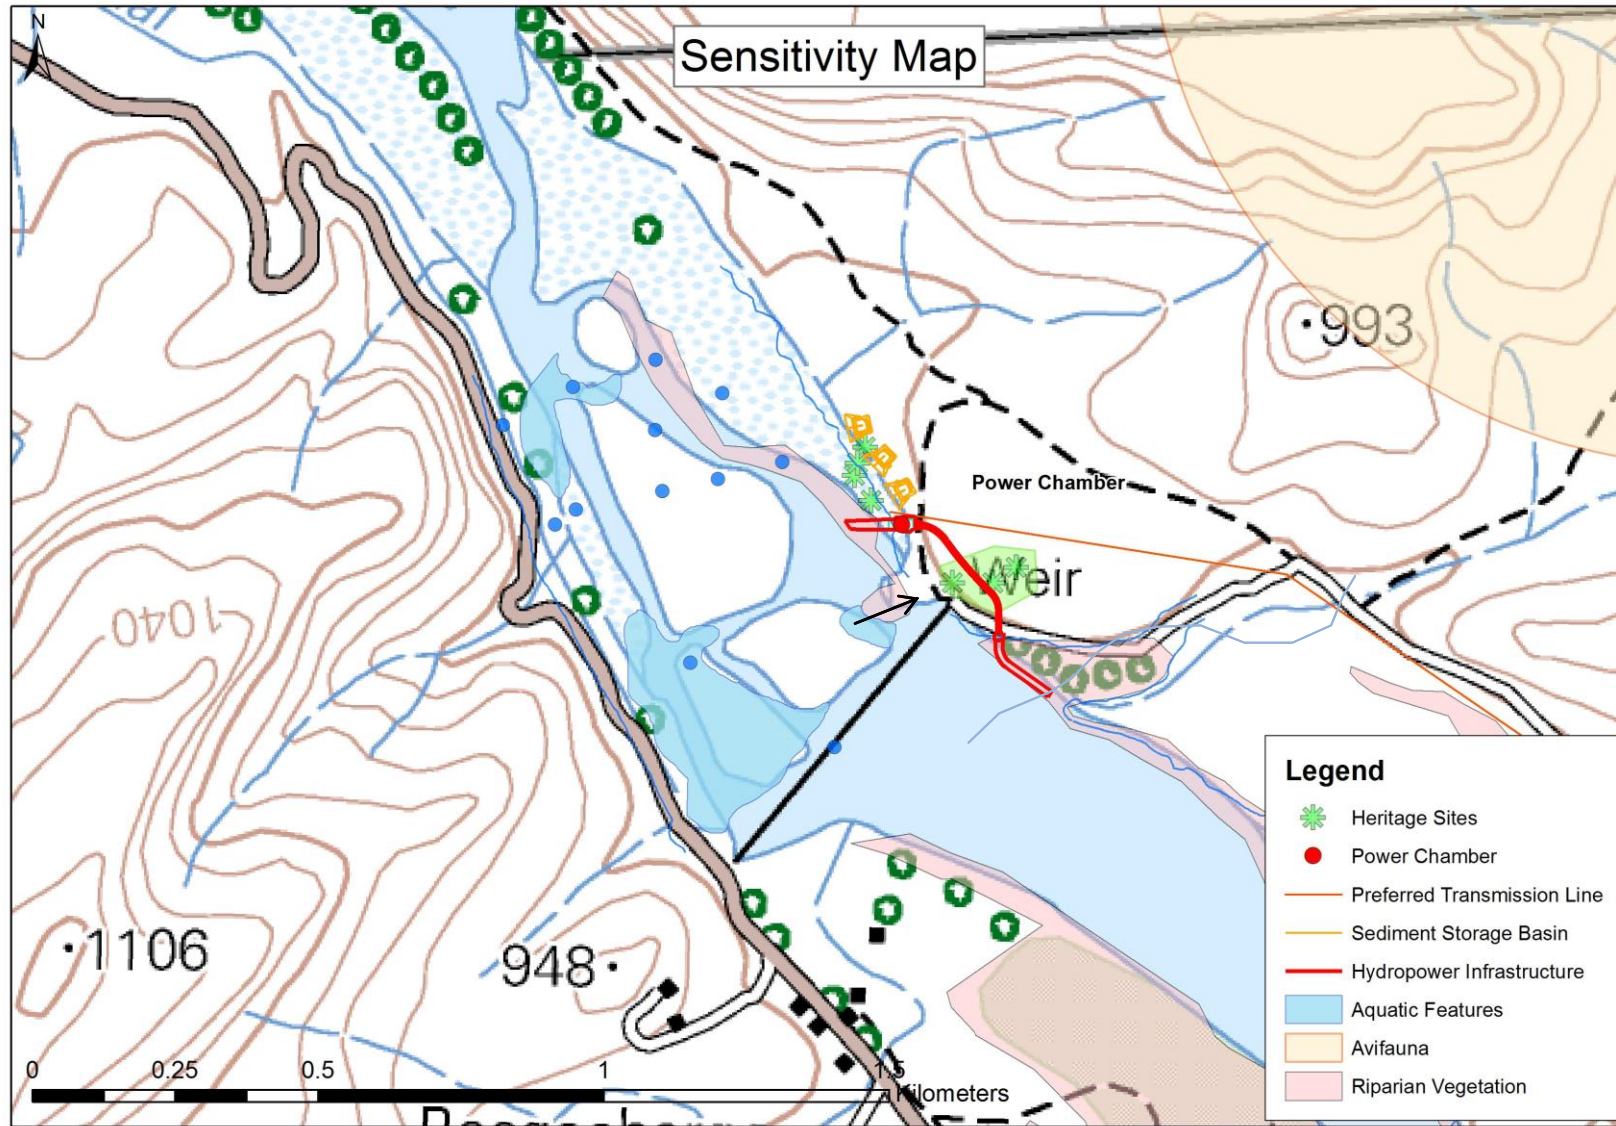 N
Sensitivity Map
993
Power Chamber
Weir
1040
1106
948
0 0.25 0.5 1 1.5
Kilometers
Legend
Heritage Sites
Power Chamber
Preferred Transmission Line
Sediment Storage Basin
Hydropower Infrastructure
Aquatic Features
Avifauna
Riparian Vegetation